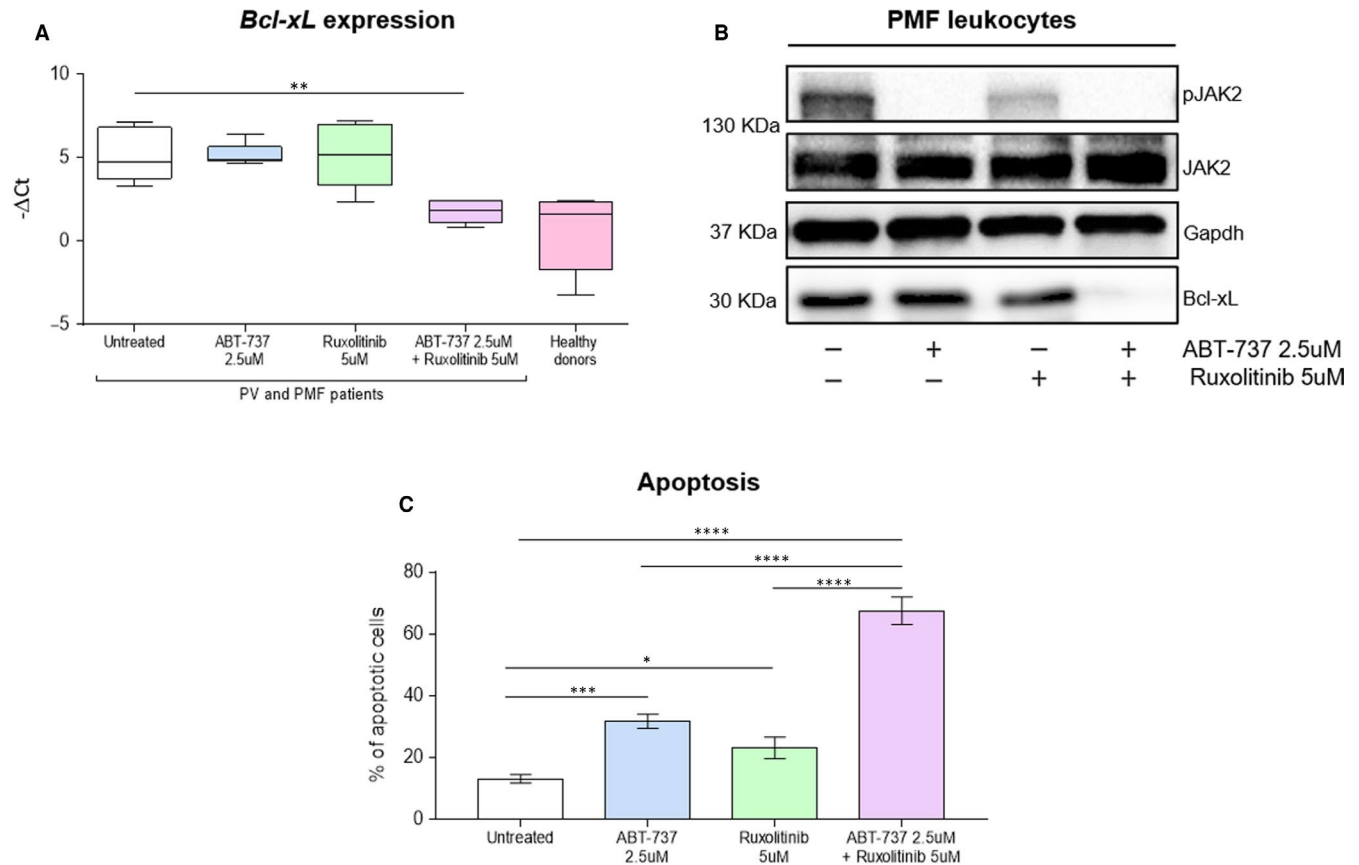 A
Bcl-xL expression
**
10
5
0
–5
-ΔCt
Untreated
ABT-737
2.5uM
Ruxolitinib
5uM
ABT-737 2.5uM
+ Ruxolitinib 5uM
Healthy
donors
PV and PMF patients
B
PMF leukocytes
pJAK2
130 KDa
JAK2
37 KDa
Gapdh
30 KDa
Bcl-xL
– + – + ABT-737 2.5uM
– – + + Ruxolitinib 5uM
C
Apoptosis
****
****
****
*
***
80
60
40
20
0
% of apoptotic cells
Untreated
ABT-737
2.5uM
Ruxolitinib
5uM
ABT-737 2.5uM
+ Ruxolitinib 5uM